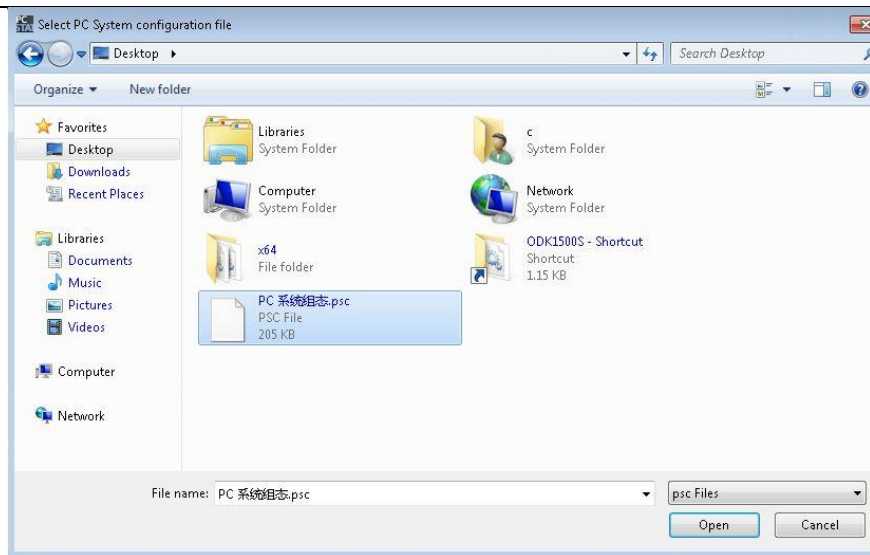 PC
STA
Select PC System configuration file
Desktop
Search Desktop
Organize
New folder
Favorites
Desktop
Downloads
Recent Places
Libraries
Documents
Music
Pictures
Videos
Computer
Network
Libraries
System Folder
c
System Folder
Computer
System Folder
Network
System Folder
x64
File folder
ODK1500S - Shortcut
Shortcut
1.15 KB
PC 系统组态.psc
PSC File
205 KB
File name: PC 系统组态.psc
psc Files
Open
Cancel